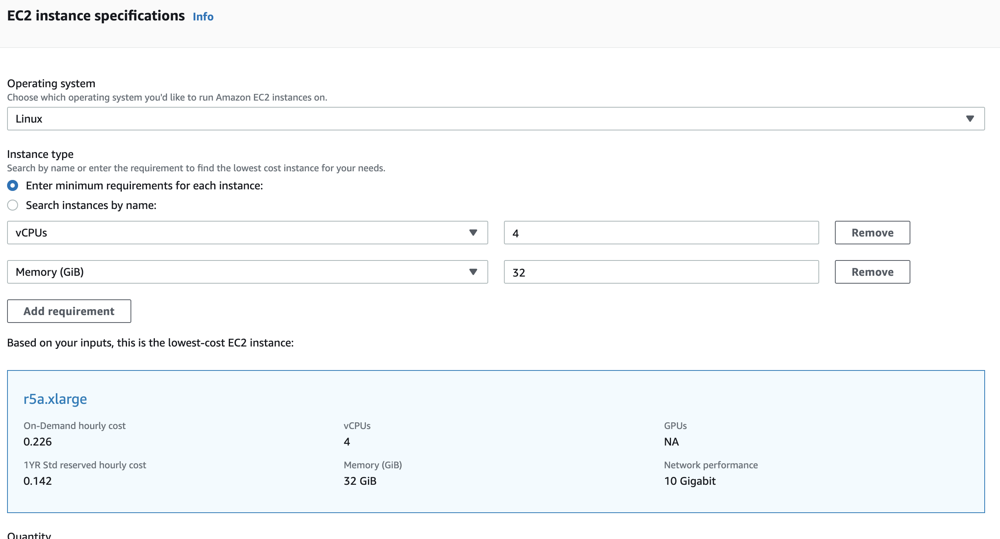 EC2 instance specifications Info
Operating system
Choose which operating system you'd like to run Amazon EC2 instances on.
Linux
Instance type
Search by name or enter the requirement to find the lowest cost instance for your needs.
Enter minimum requirements for each instance:
Search instances by name:
vCPUs 4 Remove
Memory (GiB) 32 Remove
Add requirement
Based on your inputs, this is the lowest-cost EC2 instance:
r5a.xlarge
On-Demand hourly cost vCPUs GPUs
0.226 4 NA
1YR Std reserved hourly cost Memory (GiB) Network performance
0.142 32 GiB 10 Gigabit
Quantity